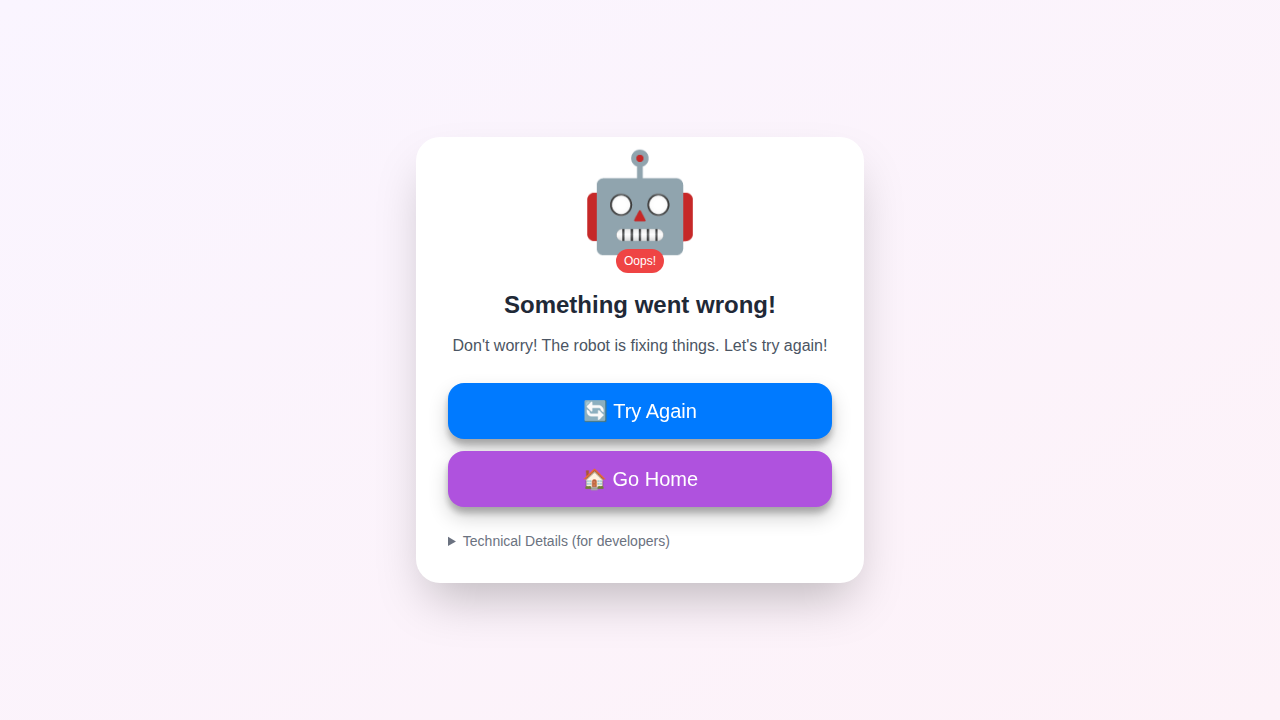 Oops!
Something went wrong!
Don't worry! The robot is fixing things. Let's try again!
🔄 Try Again
🏠 Go Home
▶ Technical Details (for developers)